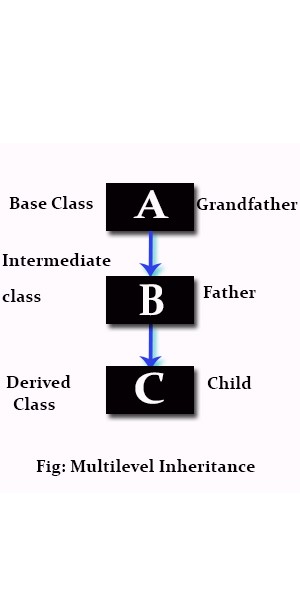 Base Class A Grandfather
Intermediate
class B Father
Derived
Class C Child
Fig: Multilevel Inheritance